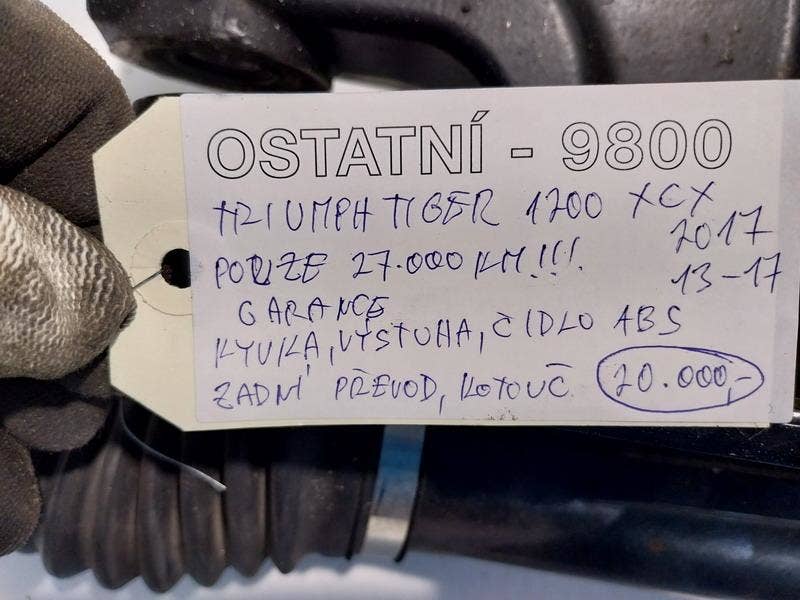 OSTATNÍ - 9800
TRIUMPH TIGER 1200 XCX
2017
POUZE 27.000 KM!!!
13-17
GARANCE
KYVKA, VÝSTUHA, ČIDLO ABS
ZADNÍ PŘEVOD, KOTOUČ 20.000,-